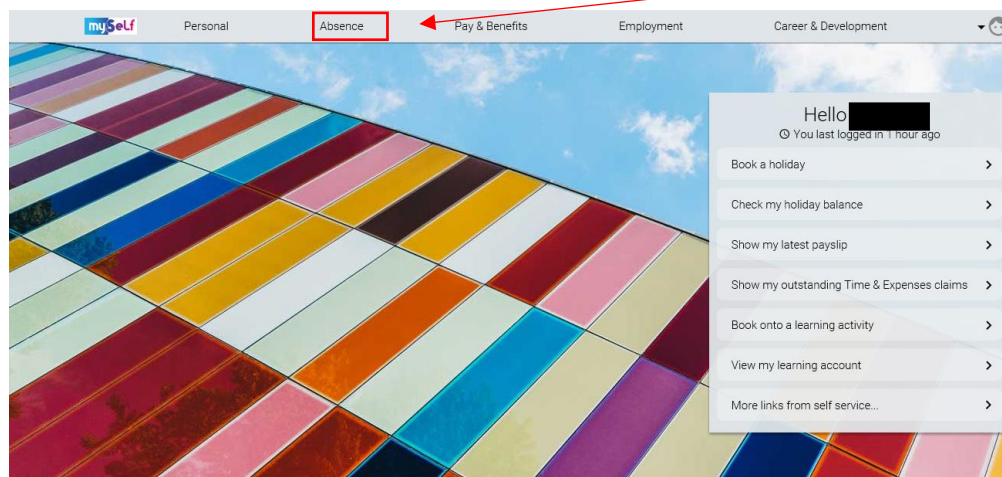 mySeLf Personal Absence Pay & Benefits Employment Career & Development
Hello
You last logged in 1 hour ago
Book a holiday
Check my holiday balance
Show my latest payslip
Show my outstanding Time & Expenses claims
Book onto a learning activity
View my learning account
More links from self service...